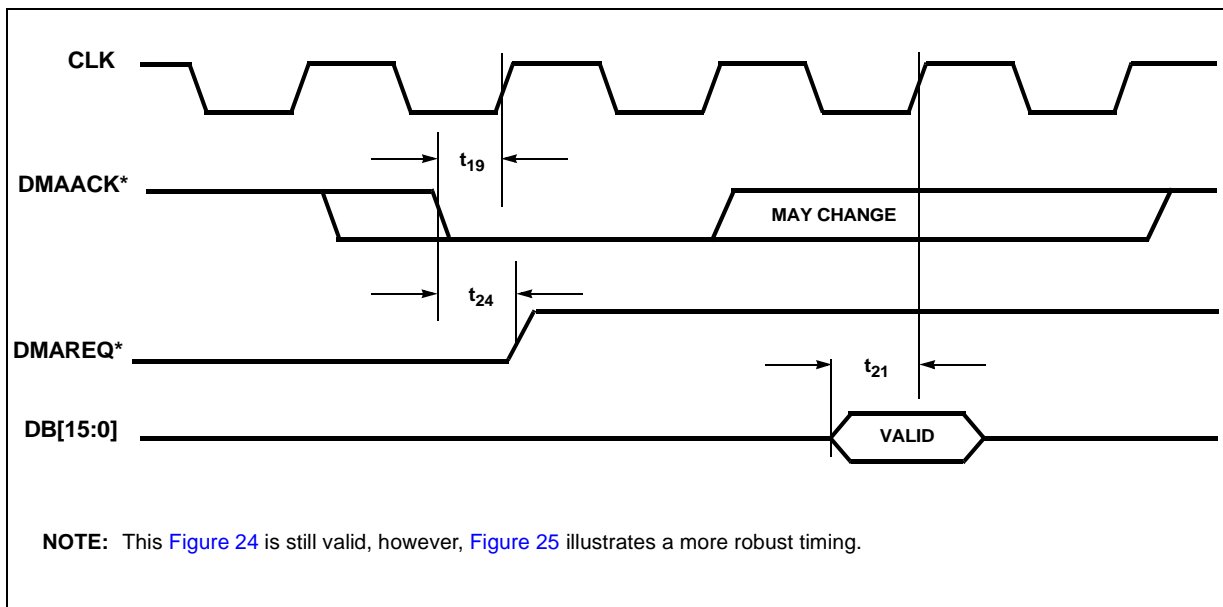 CLK
t19
DMAACK*
MAY CHANGE
t24
DMAREQ*
t21
DB[15:0]
VALID
NOTE: This Figure 24 is still valid, however, Figure 25 illustrates a more robust timing.